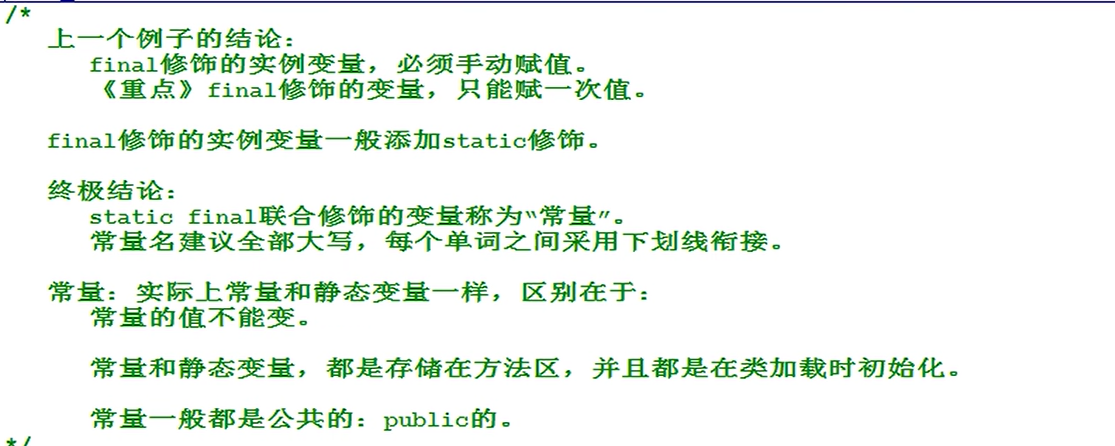 /*
上一个例子的结论：
final修饰的实例变量，必须手动赋值。
《重点》final修饰的变量，只能赋一次值。
final修饰的实例变量一般添加static修饰。
终极结论：
static final联合修饰的变量称为“常量”。
常量名建议全部大写，每个单词之间采用下划线衔接。
常量：实际上常量和静态变量一样，区别在于：
常量的值不能变。
常量和静态变量，都是存储在方法区，并且都是在类加载时初始化。
常量一般都是公共的：public的。
*/